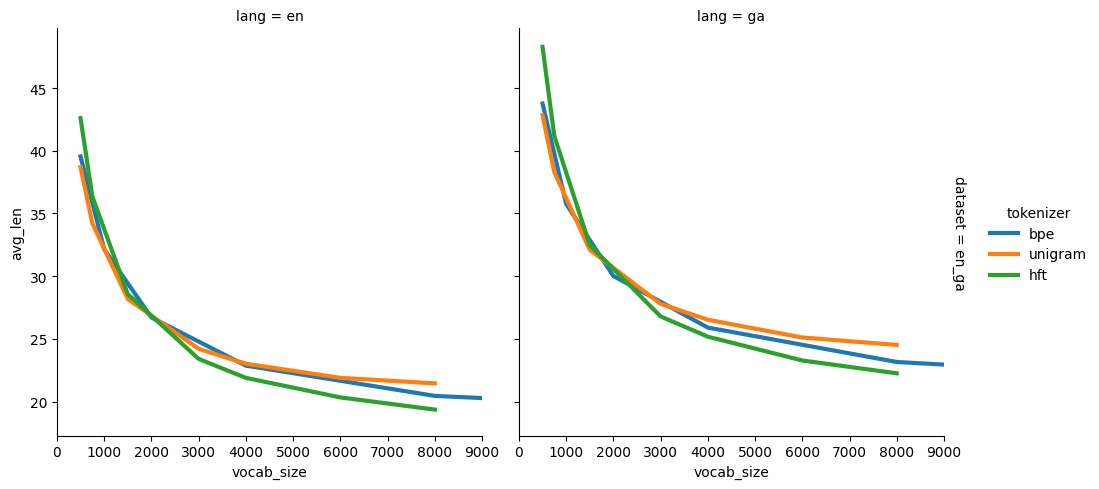 lang = en
lang = ga
avg_len
45
40
35
30
25
20
0 1000 2000 3000 4000 5000 6000 7000 8000 9000
vocab_size
0 1000 2000 3000 4000 5000 6000 7000 8000 9000
vocab_size
dataset = en_ga
tokenizer
bpe
unigram
hft